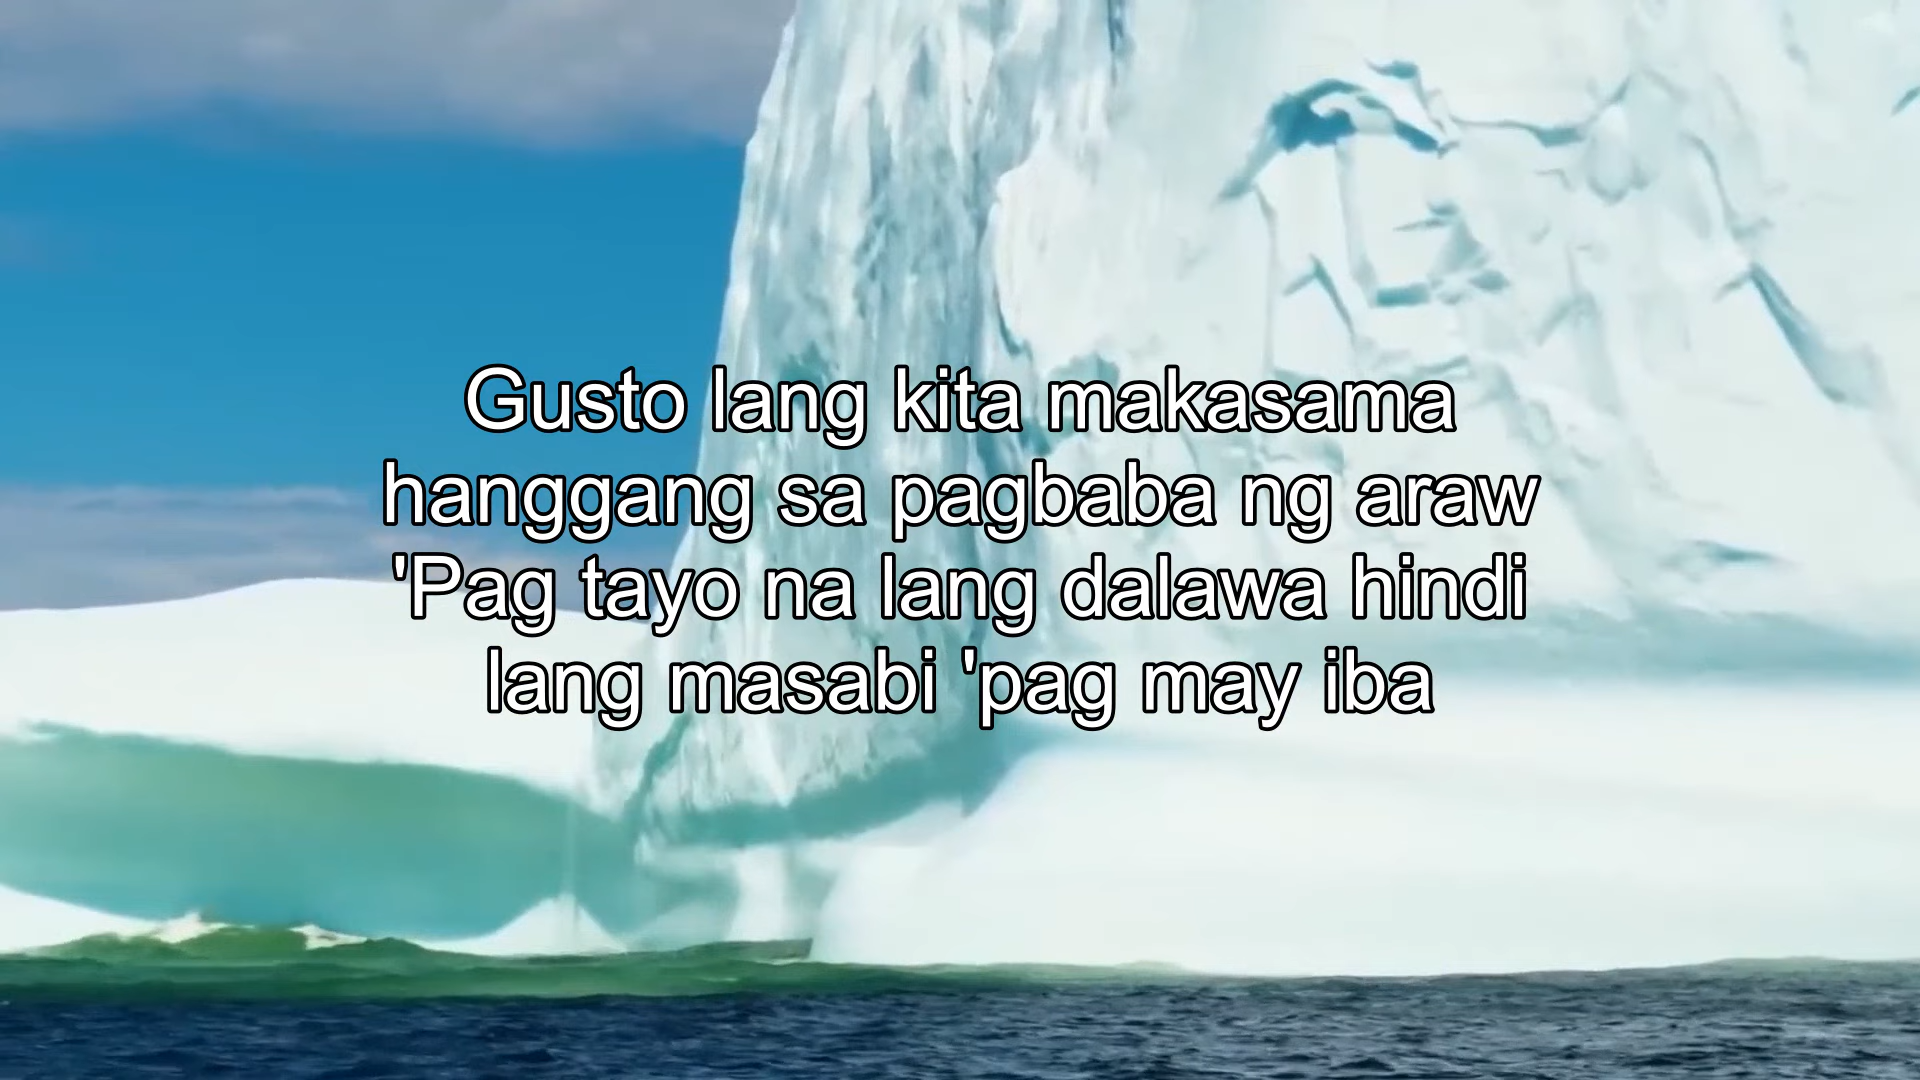 Gusto lang kita makasama
hanggang sa pagbaba ng araw
'Pag tayo na lang dalawa hindi
lang masabi 'pag may iba